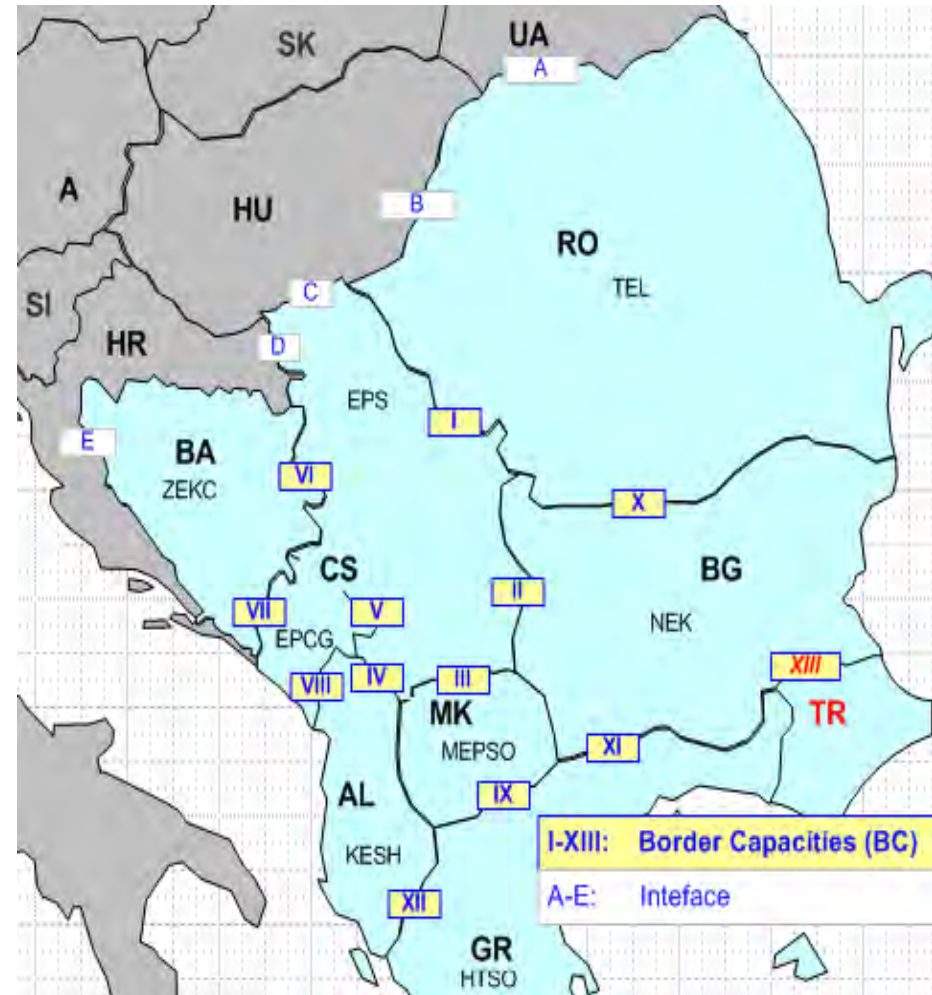 SK
UA
A
A
HU
B
RO
TEL
SI
C
HR
D
EPS
E
BA
ZEKC
VI
I
X
CS
BG
NEK
II
VII
V
EPCG
VIII
IV
III
XIII
TR
MK
MEPSO
XI
IX
AL
KESH
XII
GR
HTSO
I-XIII: Border Capacities (BC)
A-E: Inteface